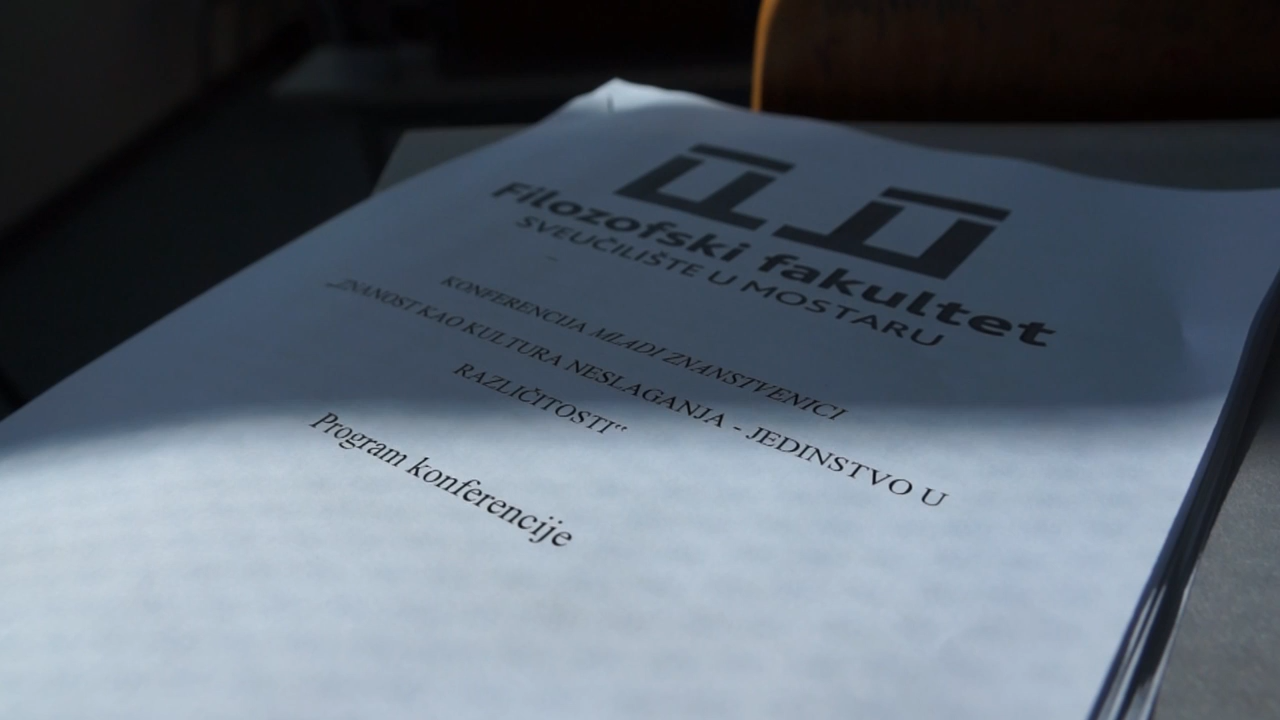 Filozofski fakultet
SVEUČILIŠTE U MOSTARU
KONFERENCIJA MLADI ZNANSTVENICI
„ZNANOST KAO KULTURA NESLAGANJA - JEDINSTVO U
RAZLIČITOSTI“
Program konferencije